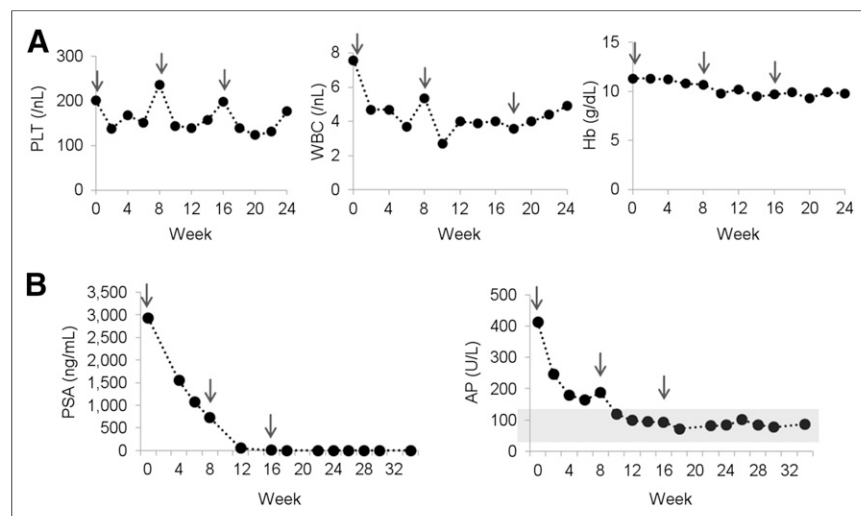 A
PLT (/nL)
300
200
100
0
0 4 8 12 16 20 24
Week
WBC (/nL)
8
6
4
2
0
0 4 8 12 16 20 24
Week
Hb (g/dL)
15
10
5
0
0 4 8 12 16 20 24
Week
B
PSA (ng/mL)
3,500
3,000
2,500
2,000
1,500
1,000
500
0
0 4 8 12 16 20 24 28 32
Week
AP (U/L)
500
400
300
200
100
0
0 4 8 12 16 20 24 28 32
Week